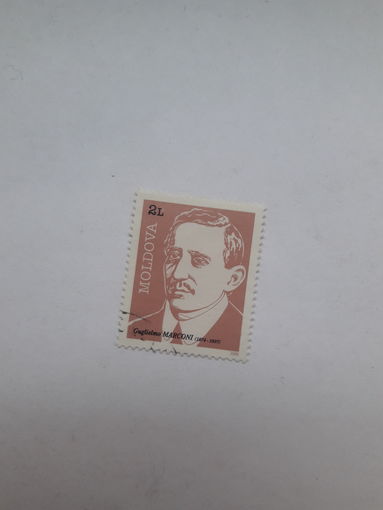 2L
MOLDOVA
Guglielmo MARCONI (1874 - 1937)